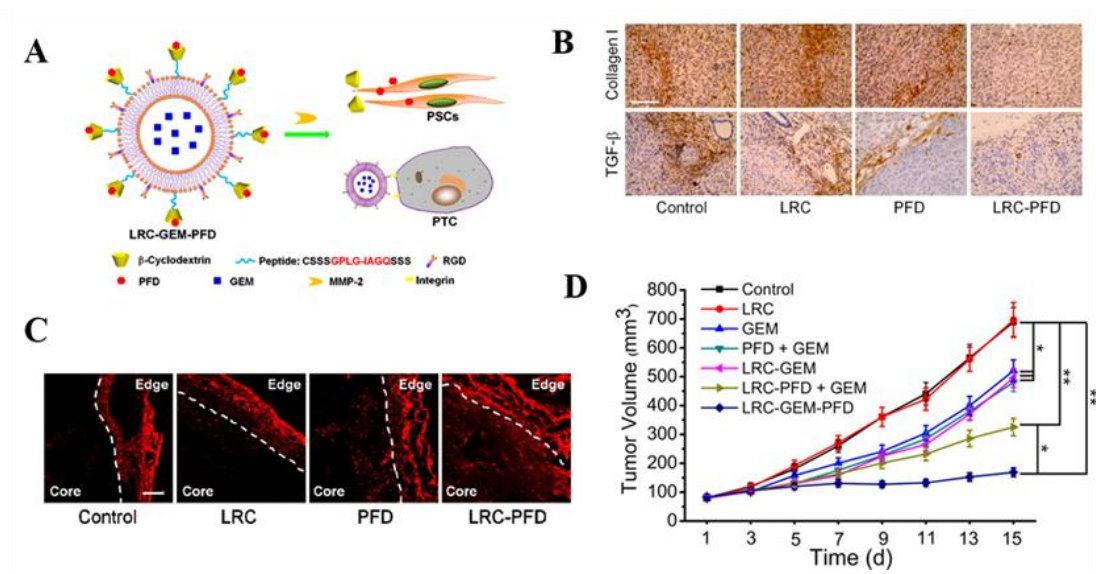 A
LRC-GEM-PFD
PSCs
PTC
β-Cyclodextrin
Peptide: CSSSGPLG-IAGQSSS
RGD
PFD
GEM
MMP-2
Integrin
B
Collagen I
TGF-β
Control
LRC
PFD
LRC-PFD
C
Edge
Edge
Edge
Edge
Core
Core
Core
Core
Control
LRC
PFD
LRC-PFD
D
Tumor Volume (mm3)
800
700
600
500
400
300
200
100
0
Control
LRC
GEM
PFD + GEM
LRC-GEM
LRC-PFD + GEM
LRC-GEM-PFD
*
**
**
*
1 3 5 7 9 11 13 15
Time (d)